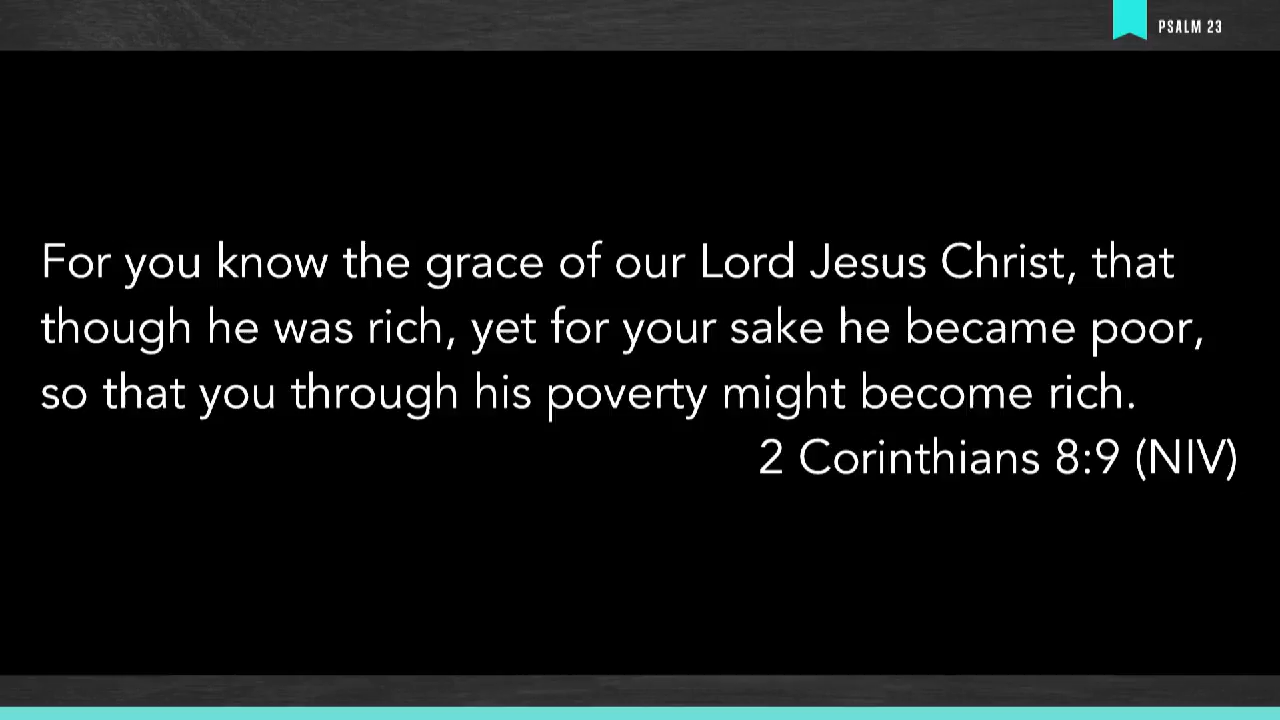 PSALM 23
For you know the grace of our Lord Jesus Christ, that
though he was rich, yet for your sake he became poor,
so that you through his poverty might become rich.
2 Corinthians 8:9 (NIV)